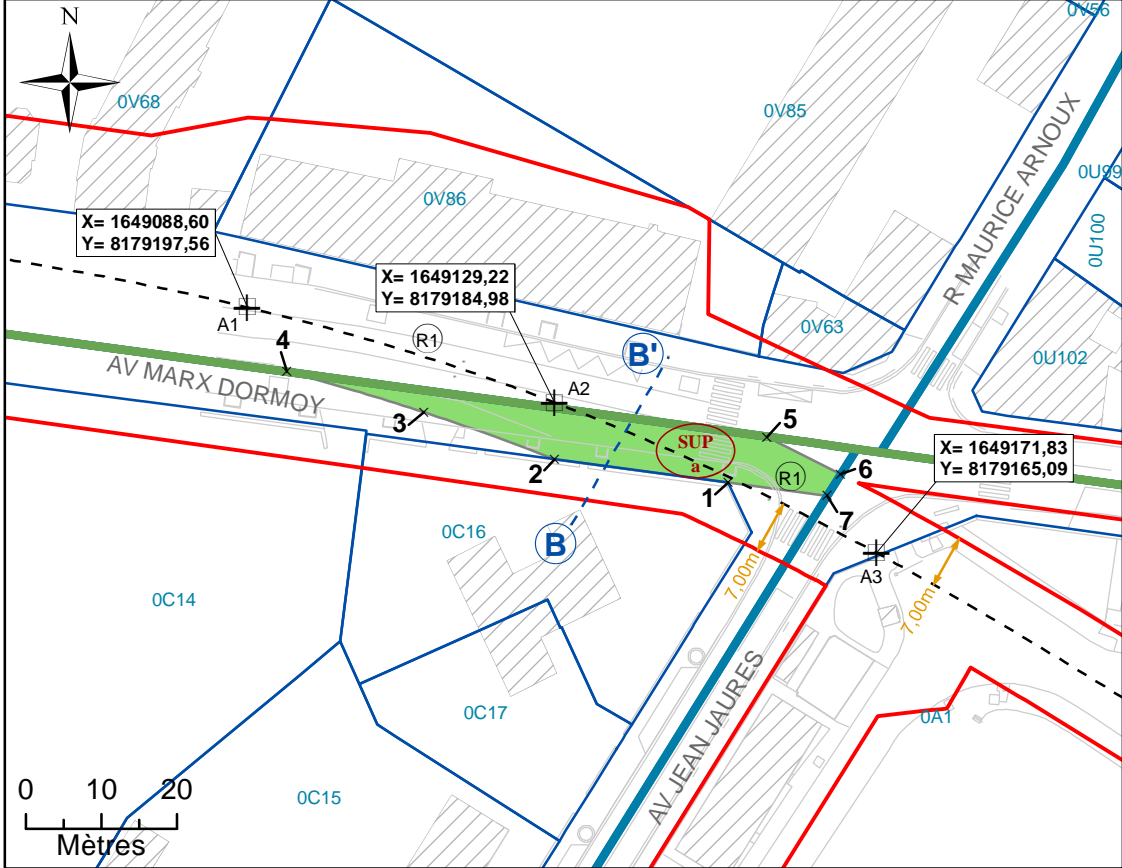 N
0V56
0V68
0V85
R MAURICE ARNOUX
0U99
0V86
0U100
X= 1649088,60
Y= 8179197,56
X= 1649129,22
Y= 8179184,98
A1
R1
0V63
B'
0U102
4
AV MARX DORMOY
A2
3
5
SUP
a
X= 1649171,83
Y= 8179165,09
2
1
R1
6
7
0C16
B
7,00m
A3
7,00m
0C14
0C17
AV JEAN JAURES
0A1
0 10 20
Mètres
0C15